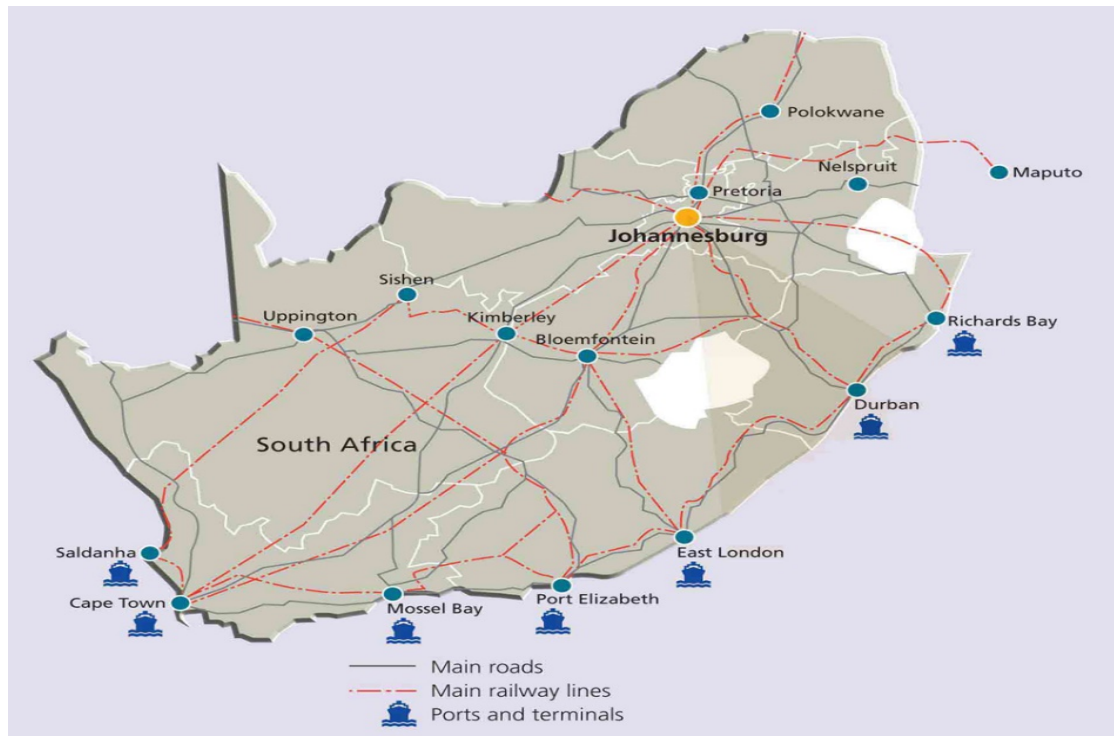 Polokwane
Nelspruit
Maputo
Pretoria
Johannesburg
Sishen
Uppington
Kimberley
Richards Bay
Bloemfontein
Durban
South Africa
Saldanha
East London
Cape Town
Mossel Bay
Port Elizabeth
Main roads
Main railway lines
Ports and terminals